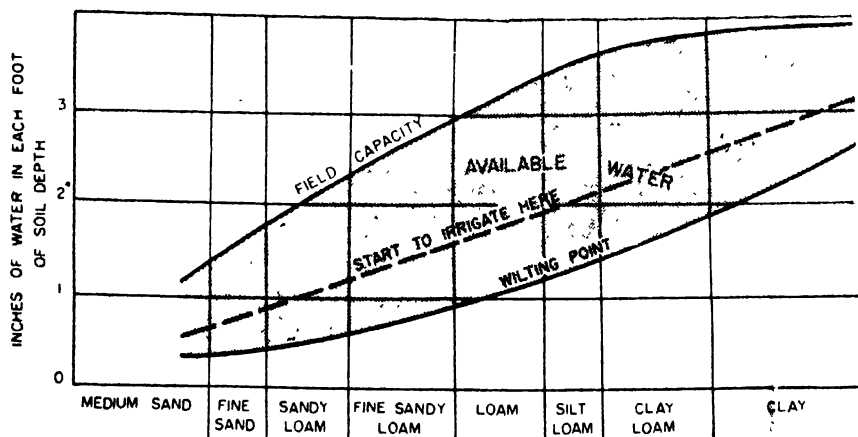 INCHES OF WATER IN EACH FOOT
OF SOIL DEPTH
3
2
1
0
FIELD CAPACITY
AVAILABLE
WATER
START TO IRRIGATE HERE
WILTING POINT
MEDIUM SAND
FINE
SAND
SANDY
LOAM
FINE SANDY
LOAM
LOAM
SILT
LOAM
CLAY
LOAM
CLAY